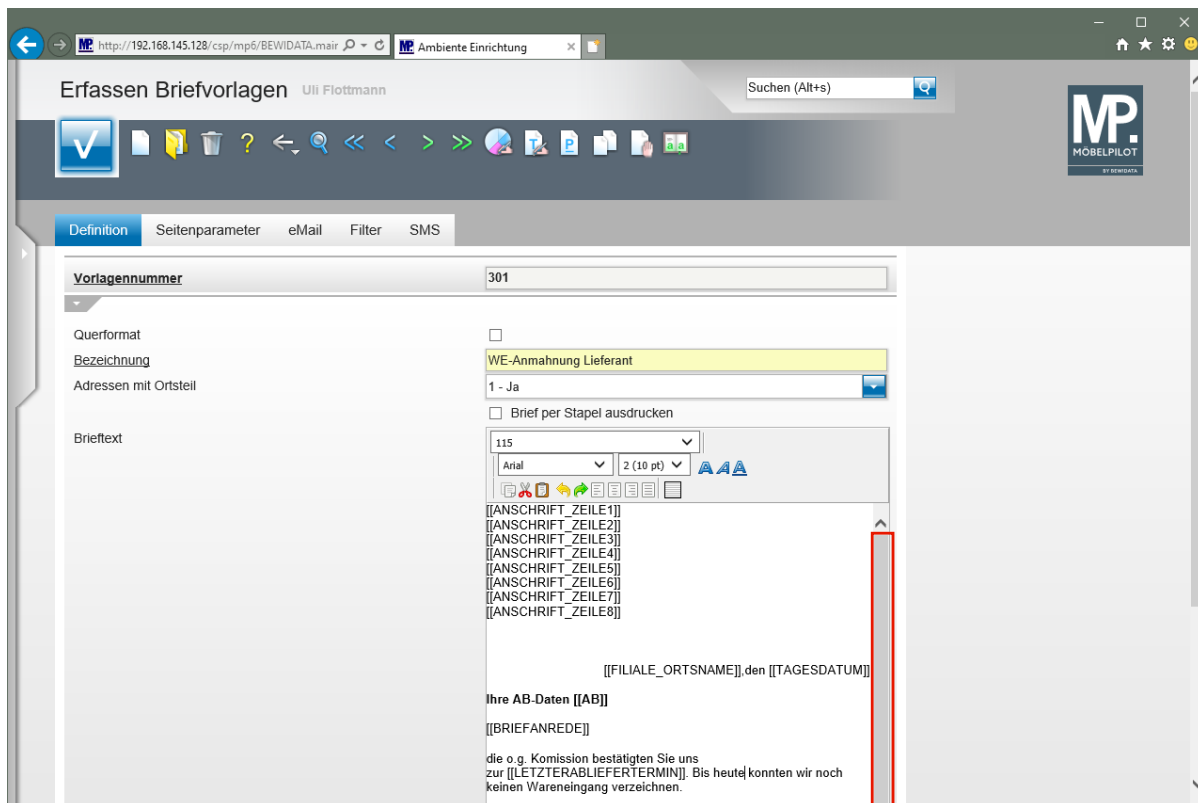 http://192.168.145.128/csp/mp6/BEWIDATA.mair
MP Ambiente Einrichtung
Erfassen Briefvorlagen Uli Flottmann
Suchen (Alt+s)
MP.
MÖBELPILOT
BY BEWIDATA
Definition Seitenparameter eMail Filter SMS
Vorlagennummer 301
Querformat
Bezeichnung WE-Anmahnung Lieferant
Adressen mit Ortsteil 1 - Ja
Brief per Stapel ausdrucken
Brieftext 115
Arial 2 (10 pt) A A A
[[ANSCHRIFT_ZEILE1]]
[[ANSCHRIFT_ZEILE2]]
[[ANSCHRIFT_ZEILE3]]
[[ANSCHRIFT_ZEILE4]]
[[ANSCHRIFT_ZEILE5]]
[[ANSCHRIFT_ZEILE6]]
[[ANSCHRIFT_ZEILE7]]
[[ANSCHRIFT_ZEILE8]]
[[FILIALE_ORTSNAME]],den [[TAGESDATUM]]
Ihre AB-Daten [[AB]]
[[BRIEFANREDE]]
die o.g. Komission bestätigten Sie uns
zur [[LETZTERABLIEFERTERMIN]]. Bis heute konnten wir noch
keinen Wareneingang verzeichnen.